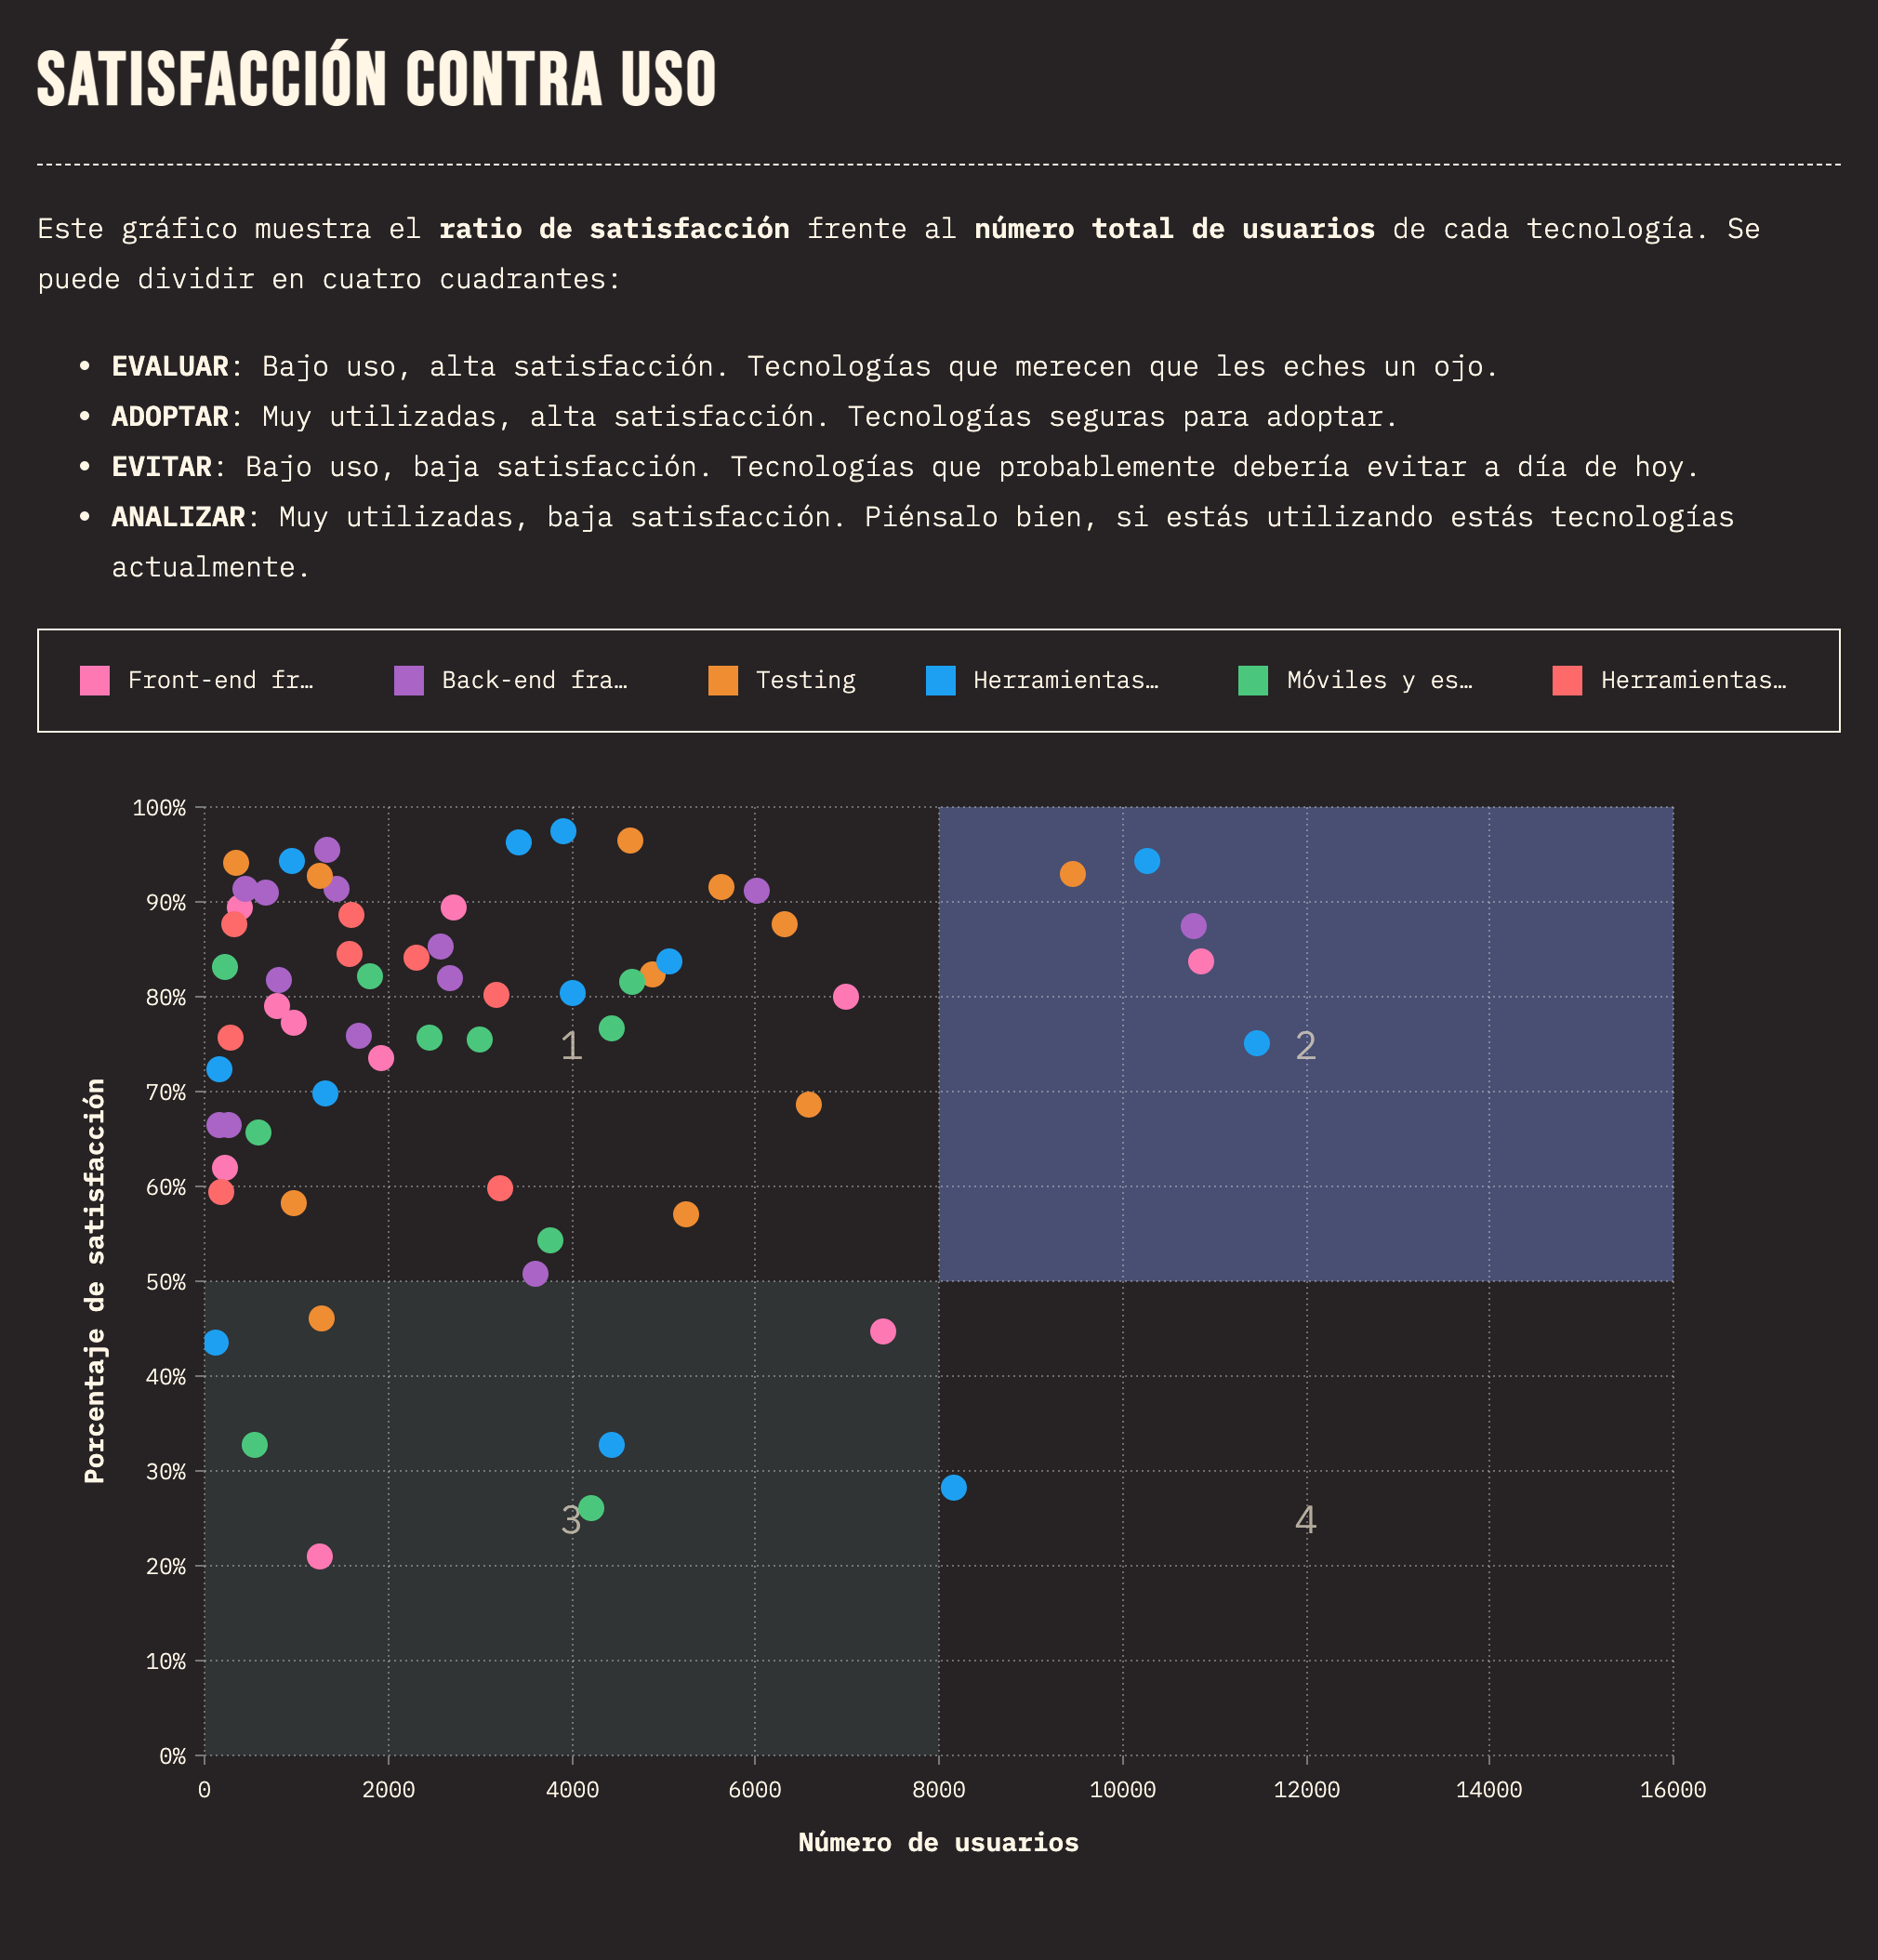 SATISFACCIÓN CONTRA USO
Este gráfico muestra el ratio de satisfacción frente al número total de usuarios de cada tecnología. Se
puede dividir en cuatro cuadrantes:
• EVALUAR: Bajo uso, alta satisfacción. Tecnologías que merecen que les eches un ojo.
• ADOPTAR: Muy utilizadas, alta satisfacción. Tecnologías seguras para adoptar.
• EVITAR: Bajo uso, baja satisfacción. Tecnologías que probablemente debería evitar a día de hoy.
• ANALIZAR: Muy utilizadas, baja satisfacción. Piénsalo bien, si estás utilizando estás tecnologías
actualmente.
Front-end fr… Back-end fra… Testing Herramientas… Móviles y es… Herramientas…
100%
90%
80%
1 2
70%
60%
50%
40%
30%
3 4
20%
10%
0%
Porcentaje de satisfacción
0 2000 4000 6000 8000 10000 12000 14000 16000
Número de usuarios